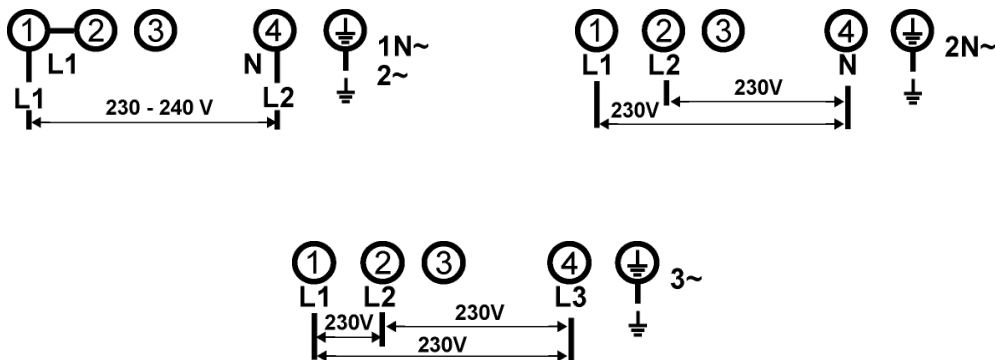 1 2 3 4 1N~
L1 N 2~
L1 L2
230 - 240 V
1 2 3 4 2N~
L1 L2 N
230V
230V
1 2 3 4 3~
L1 L2 L3
230V 230V
230V